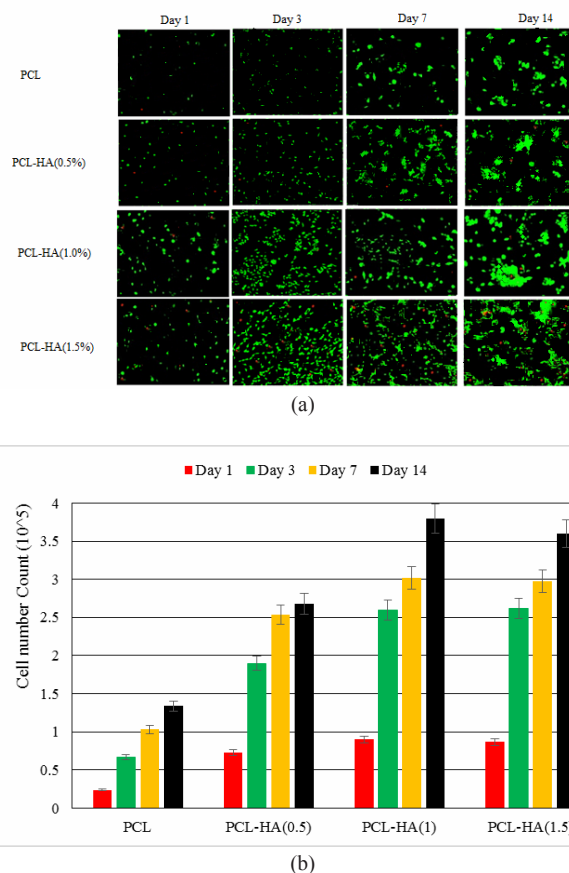 Day 1 Day 3 Day 7 Day 14
PCL
PCL-HA(0.5%)
PCL-HA(1.0%)
PCL-HA(1.5%)
(a)
Day 1 Day 3 Day 7 Day 14
Cell number Count (10^5)
4
3.5
3
2.5
2
1.5
1
0.5
0
PCL PCL-HA(0.5) PCL-HA(1) PCL-HA(1.5)
(b)